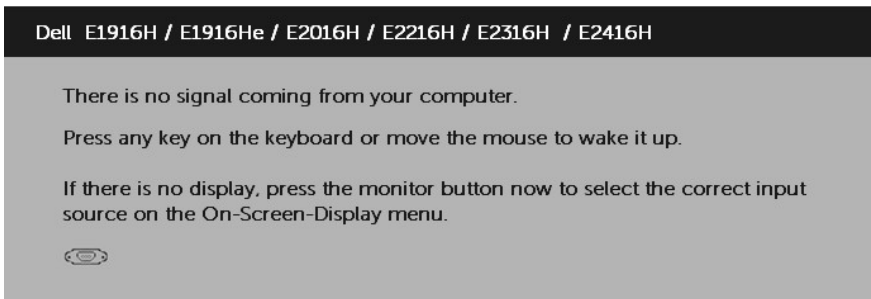 Dell E1916H / E1916He / E2016H / E2216H / E2316H / E2416H
There is no signal coming from your computer.
Press any key on the keyboard or move the mouse to wake it up.
If there is no display, press the monitor button now to select the correct input
source on the On-Screen-Display menu.